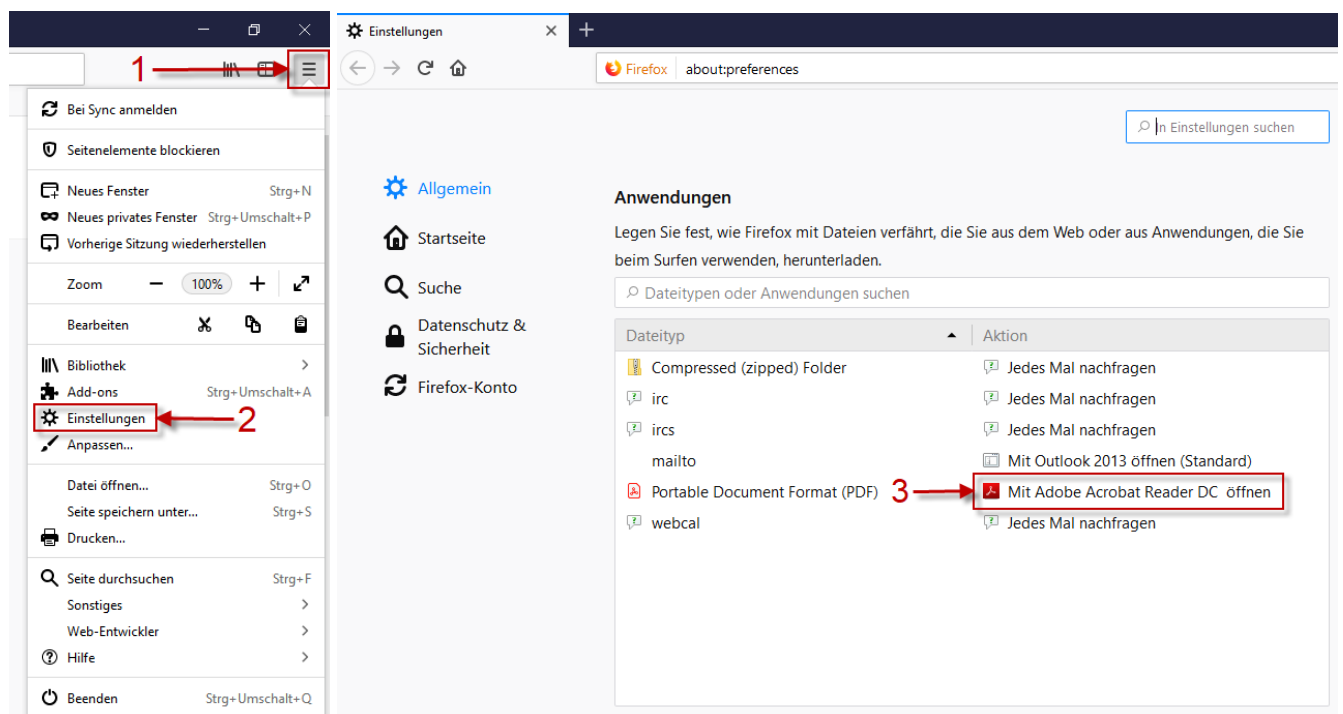 1
Bei Sync anmelden
Seitenelemente blockieren
Neues Fenster Strg+N
Neues privates Fenster Strg+Umschalt+P
Vorherige Sitzung wiederherstellen
Zoom 100%
Bearbeiten
Bibliothek
Add-ons Strg+Umschalt+A
Einstellungen 2
Anpassen...
Datei öffnen... Strg+O
Seite speichern unter... Strg+S
Drucken...
Seite durchsuchen Strg+F
Sonstiges
Web-Entwickler
Hilfe
Beenden Strg+Umschalt+Q
Einstellungen
Firefox about:preferences
In Einstellungen suchen
Allgemein
Startseite
Suche
Datenschutz &
Sicherheit
Firefox-Konto
Anwendungen
Legen Sie fest, wie Firefox mit Dateien verfährt, die Sie aus dem Web oder aus Anwendungen, die Sie
beim Surfen verwenden, herunterladen.
Dateitypen oder Anwendungen suchen
Dateityp Aktion
Compressed (zipped) Folder Jedes Mal nachfragen
irc Jedes Mal nachfragen
ircs Jedes Mal nachfragen
mailto Mit Outlook 2013 öffnen (Standard)
Portable Document Format (PDF) 3 Mit Adobe Acrobat Reader DC öffnen
webcal Jedes Mal nachfragen